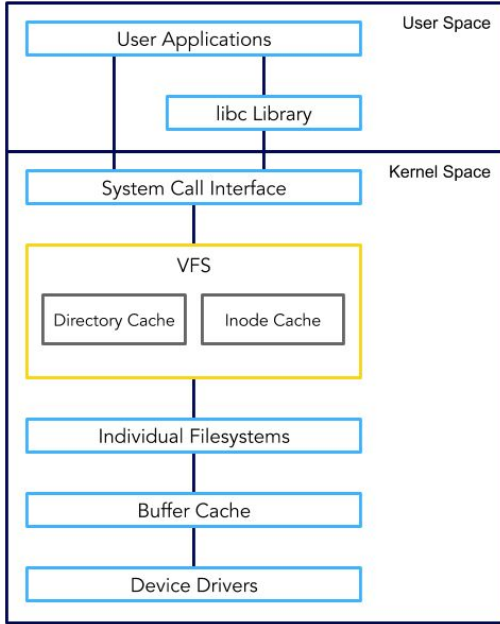 User Space
User Applications
libc Library
Kernel Space
System Call Interface
VFS
Directory Cache
Inode Cache
Individual Filesystems
Buffer Cache
Device Drivers